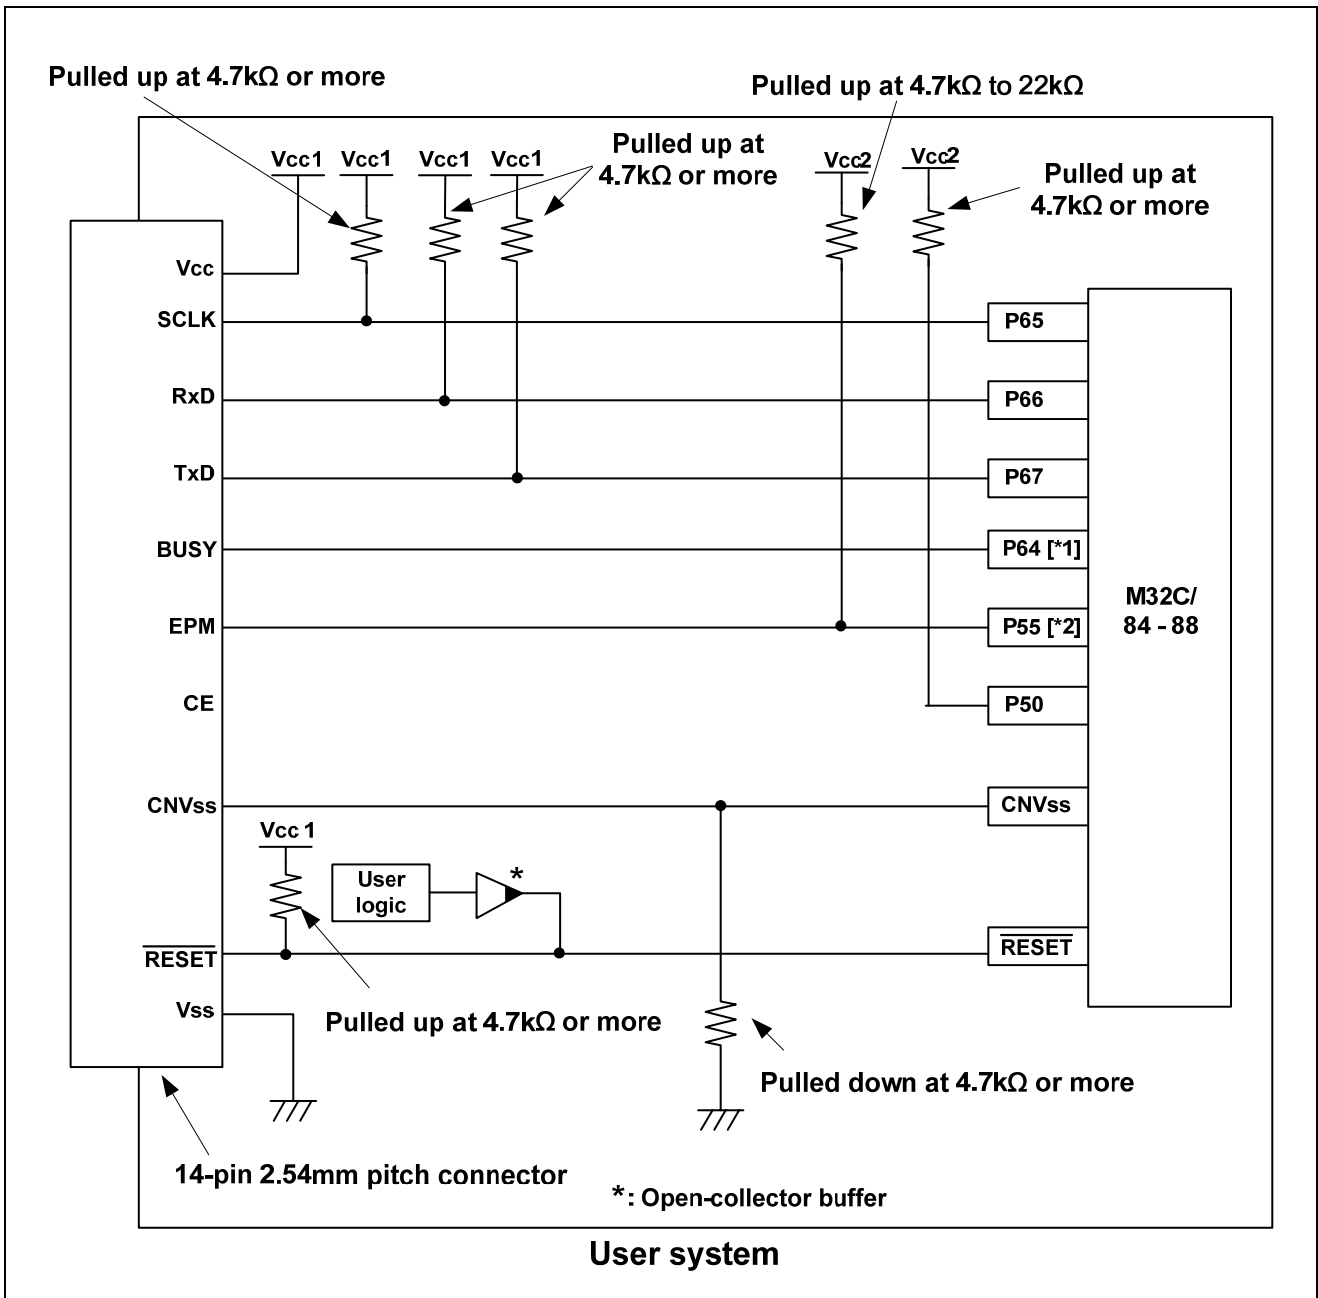 Pulled up at 4.7kΩ or more
Pulled up at 4.7kΩ to 22kΩ
Vcc1
Vcc1
Vcc1
Vcc1
Pulled up at
4.7kΩ or more
Vcc2
Vcc2
Pulled up at
4.7kΩ or more
Vcc
SCLK
P65
RxD
P66
TxD
P67
BUSY
P64 [*1]
M32C/
84 - 88
EPM
P55 [*2]
CE
P50
CNVss
CNVss
Vcc 1
User
logic
*
RESET
RESET
Vss
Pulled up at 4.7kΩ or more
Pulled down at 4.7kΩ or more
14-pin 2.54mm pitch connector
*: Open-collector buffer
User system